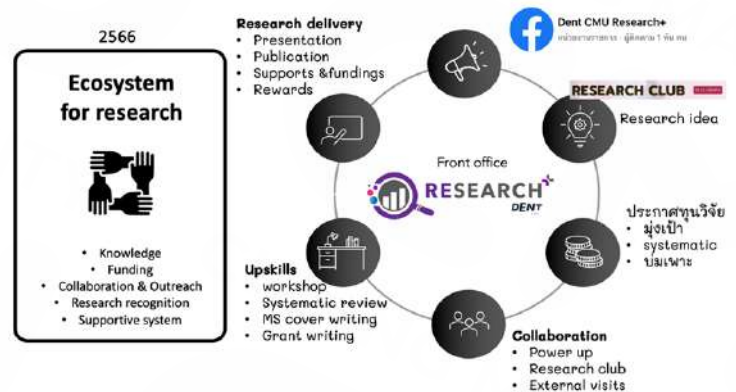 2566
Ecosystem
for research
• Knowledge
• Funding
• Collaboration & Outreach
• Research recognition
• Supportive system
Research delivery
• Presentation
• Publication
• Supports &fundings
• Rewards
Dent CMU Research+
RESEARCH CLUB
Research idea
Front office
RESEARCH+
DENT
ประกาศทุนวิจัย
• มุ่งเป้า
• systematic
• บ่มเพาะ
Upskills
• workshop
• Systematic review
• MS cover writing
• Grant writing
Collaboration
• Power up
• Research club
• External visits